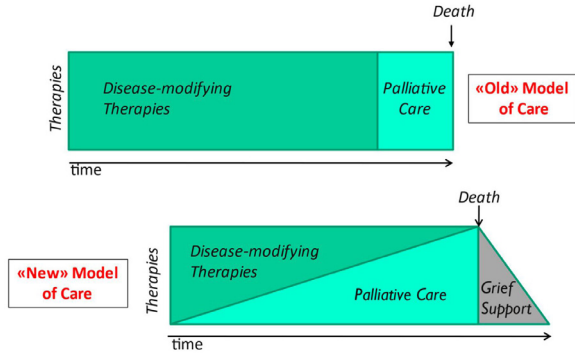 Death
Therapies
Disease-modifying
Therapies
Palliative
Care
«Old» Model
of Care
time
Death
«New» Model
of Care
Therapies
Disease-modifying
Therapies
Palliative Care
Grief
Support
time